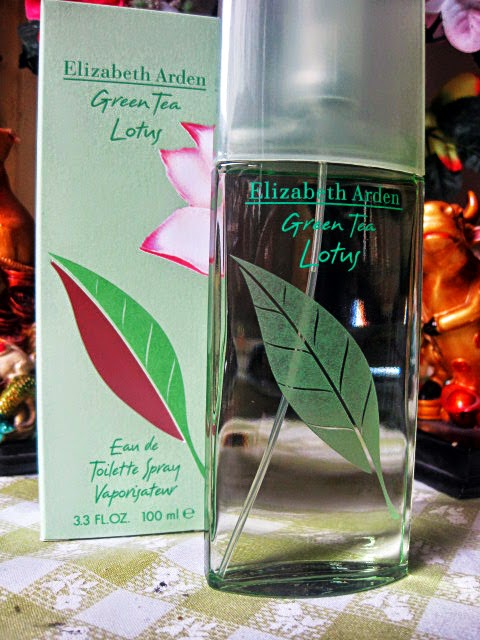 Elizabeth Arden
Green Tea
Lotus
Eau de
Toilette Spray
Vaporisateur
3.3 FL.OZ. 100 ml e
Elizabeth Arden
Green Tea
Lotus